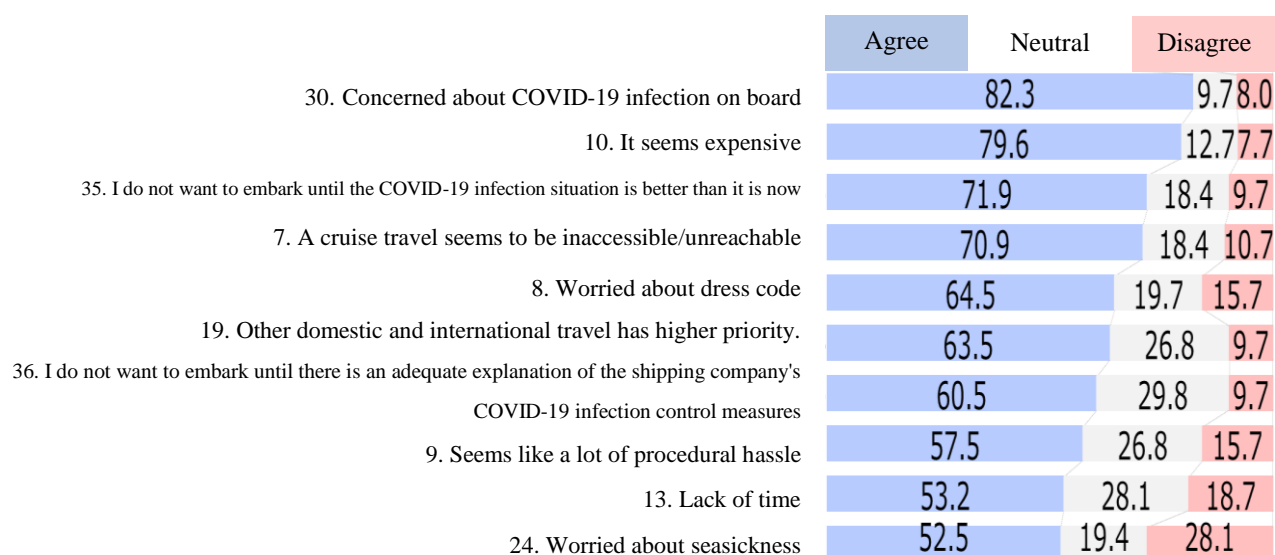 Agree Neutral Disagree
30. Concerned about COVID-19 infection on board 82.3 9.7 8.0
10. It seems expensive 79.6 12.7 7.7
35. I do not want to embark until the COVID-19 infection situation is better than it is now 71.9 18.4 9.7
7. A cruise travel seems to be inaccessible/unreachable 70.9 18.4 10.7
8. Worried about dress code 64.5 19.7 15.7
19. Other domestic and international travel has higher priority. 63.5 26.8 9.7
36. I do not want to embark until there is an adequate explanation of the shipping company's
COVID-19 infection control measures 60.5 29.8 9.7
9. Seems like a lot of procedural hassle 57.5 26.8 15.7
13. Lack of time 53.2 28.1 18.7
24. Worried about seasickness 52.5 19.4 28.1